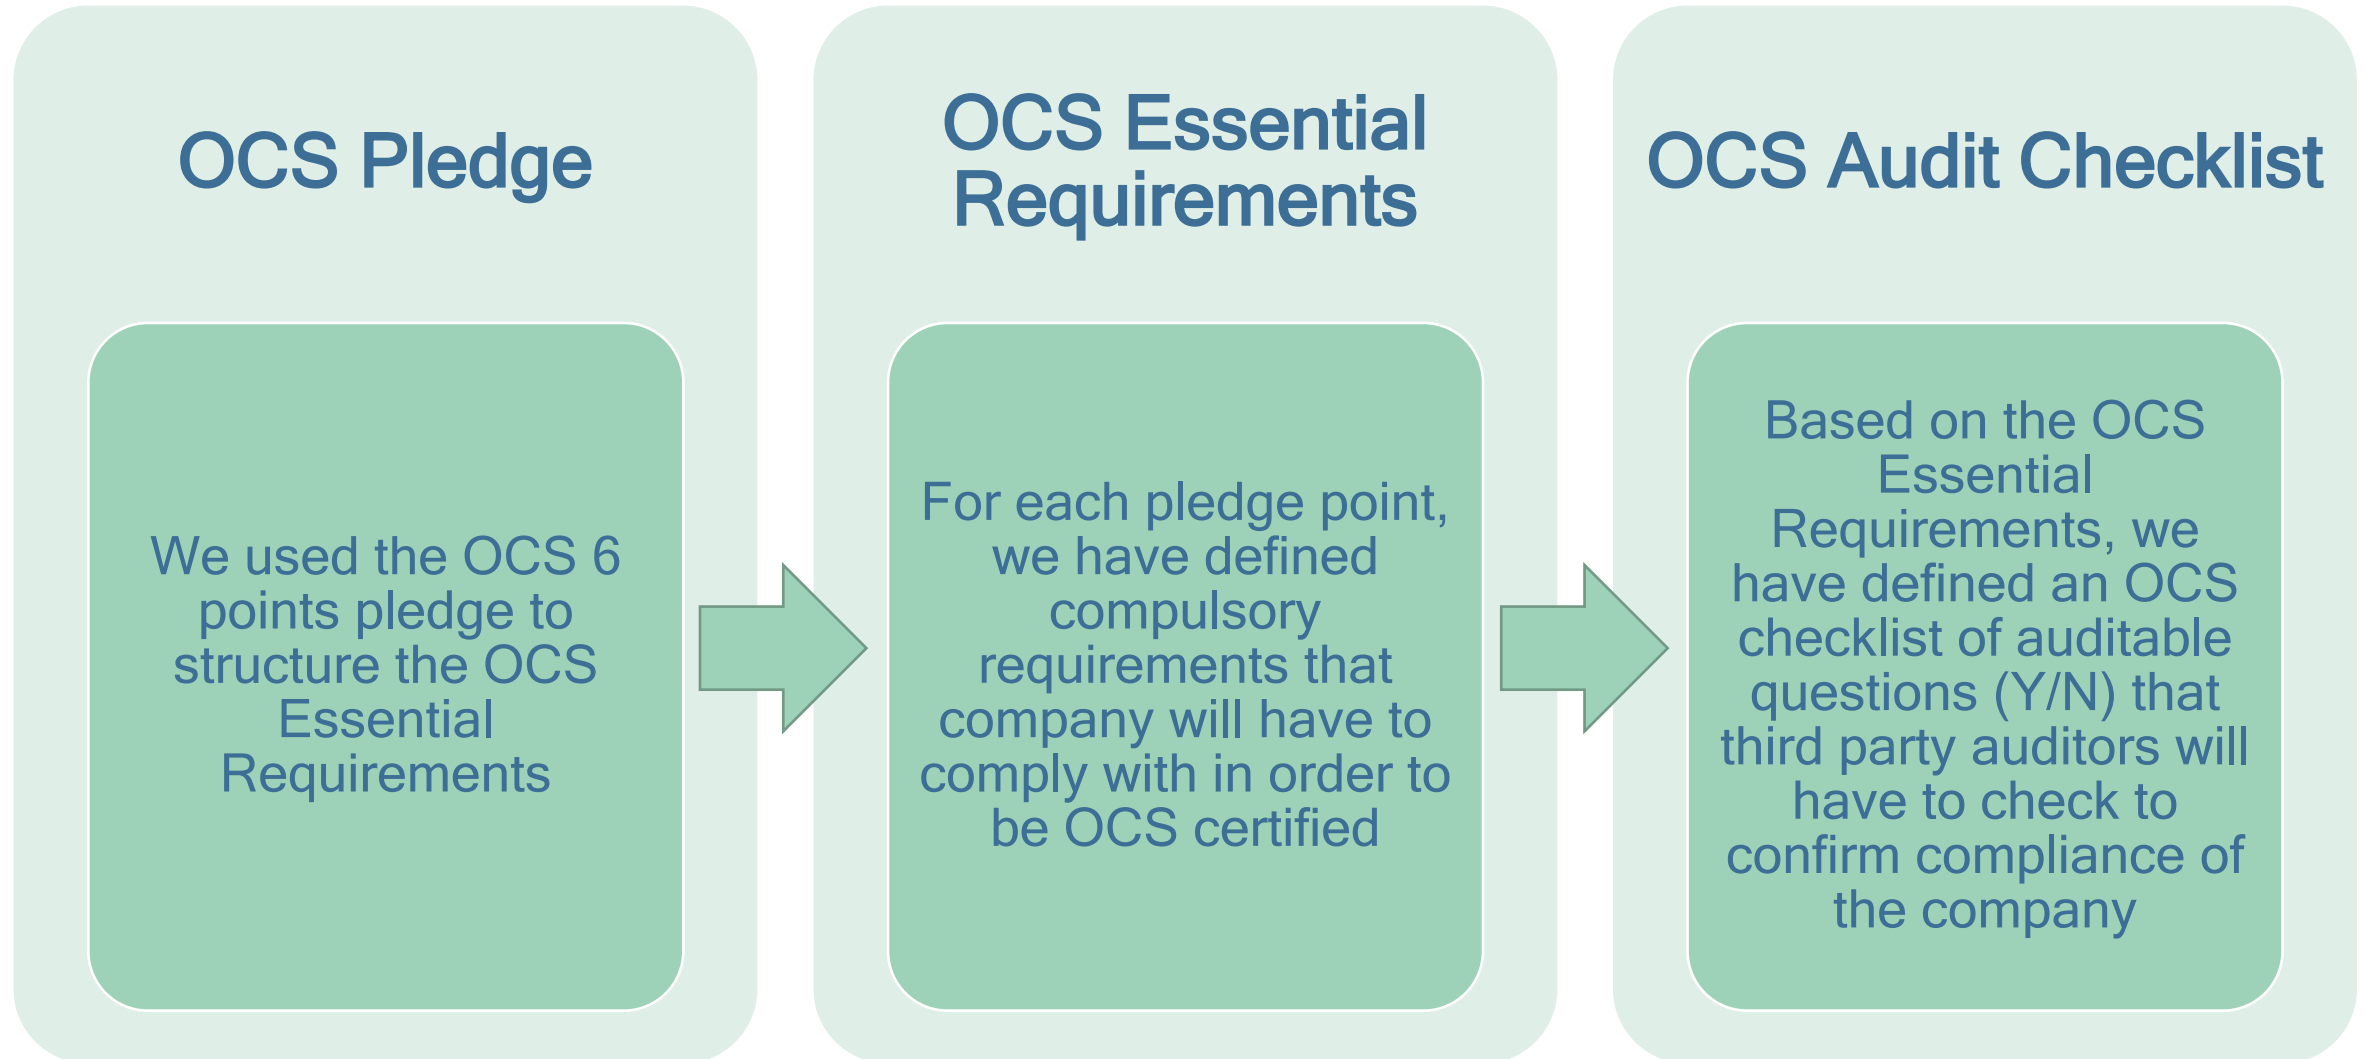 OCS Pledge
We used the OCS 6
points pledge to
structure the OCS
Essential
Requirements
OCS Essential
Requirements
For each pledge point,
we have defined
compulsory
requirements that
company will have to
comply with in order to
be OCS certified
OCS Audit Checklist
Based on the OCS
Essential
Requirements, we
have defined an OCS
checklist of auditable
questions (Y/N) that
third party auditors will
have to check to
confirm compliance of
the company